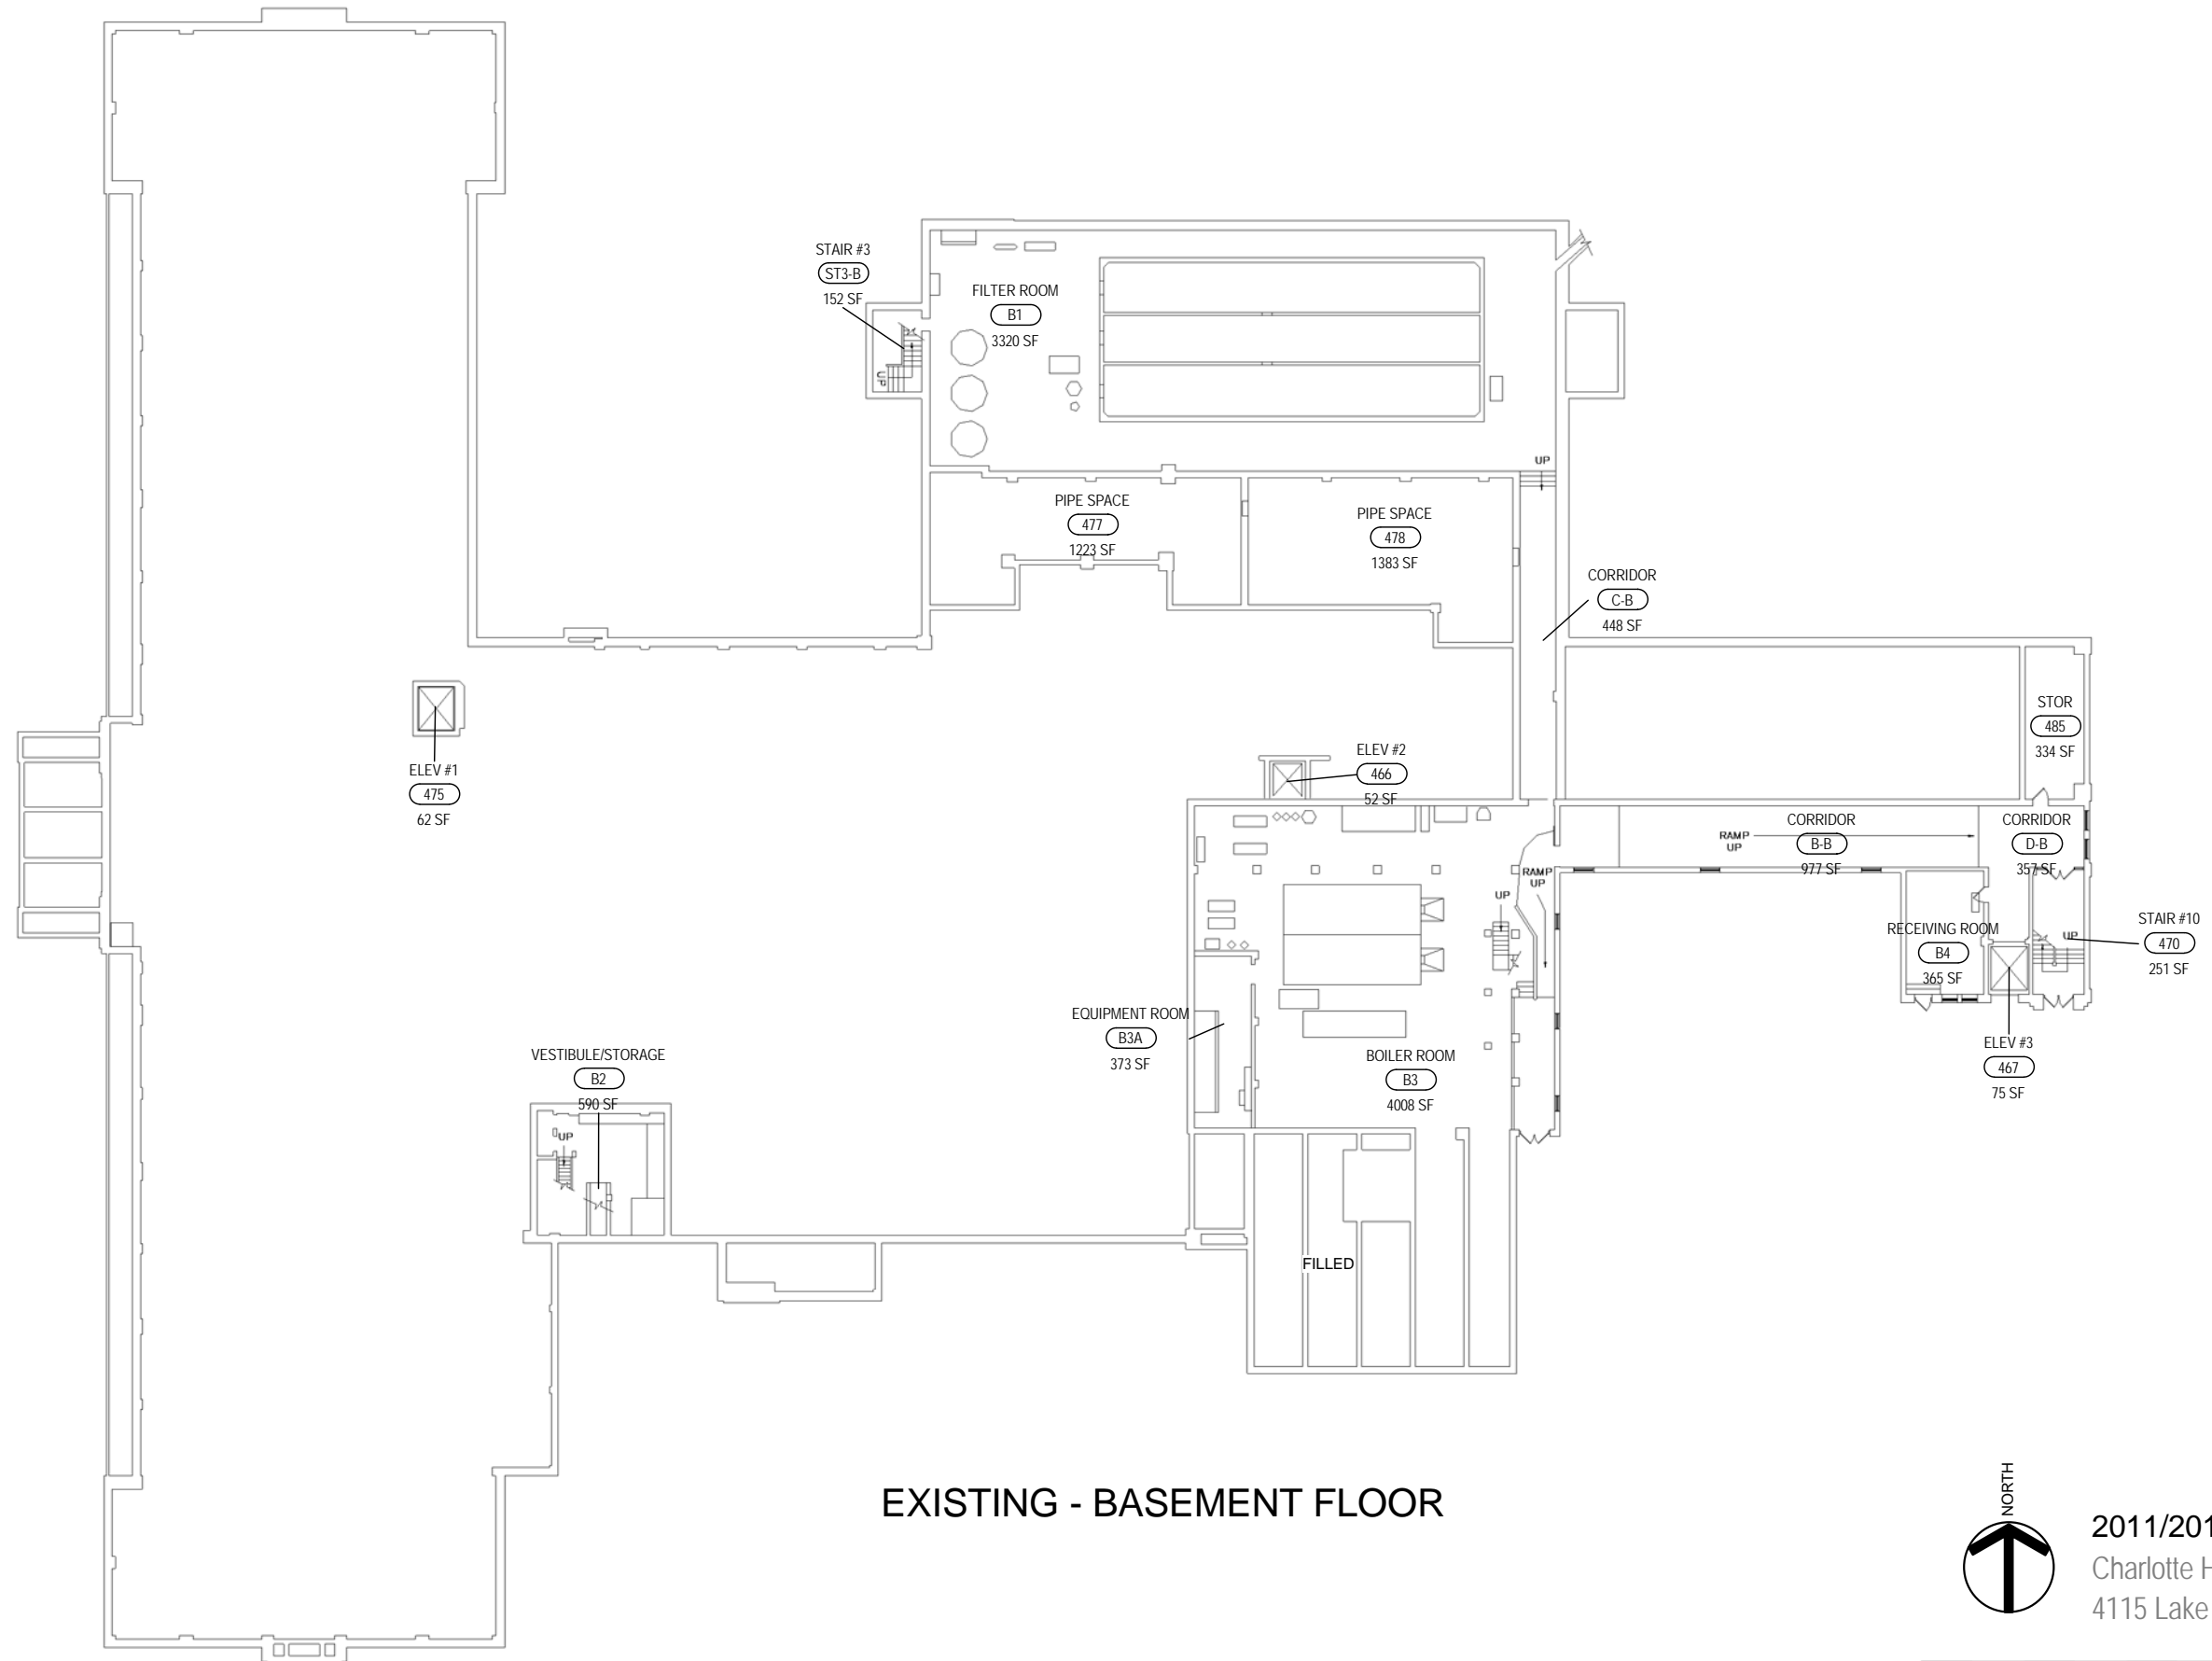 STAIR #3
ST3-B
152 SF
FILTER ROOM
B1
3320 SF
UP
UP
PIPE SPACE
477
1223 SF
PIPE SPACE
478
1383 SF
CORRIDOR
C-B
448 SF
STOR
485
334 SF
ELEV #1
475
62 SF
ELEV #2
466
52 SF
RAMP
UP
CORRIDOR
B-B
977 SF
CORRIDOR
D-B
357 SF
RAMP
UP
UP
RECEIVING ROOM
B4
365 SF
UP
STAIR #10
470
251 SF
EQUIPMENT ROOM
B3A
373 SF
BOILER ROOM
B3
4008 SF
ELEV #3
467
75 SF
VESTIBULE/STORAGE
B2
590 SF
UP
FILLED
EXISTING - BASEMENT FLOOR
NORTH
2011/201
Charlotte H
4115 Lake